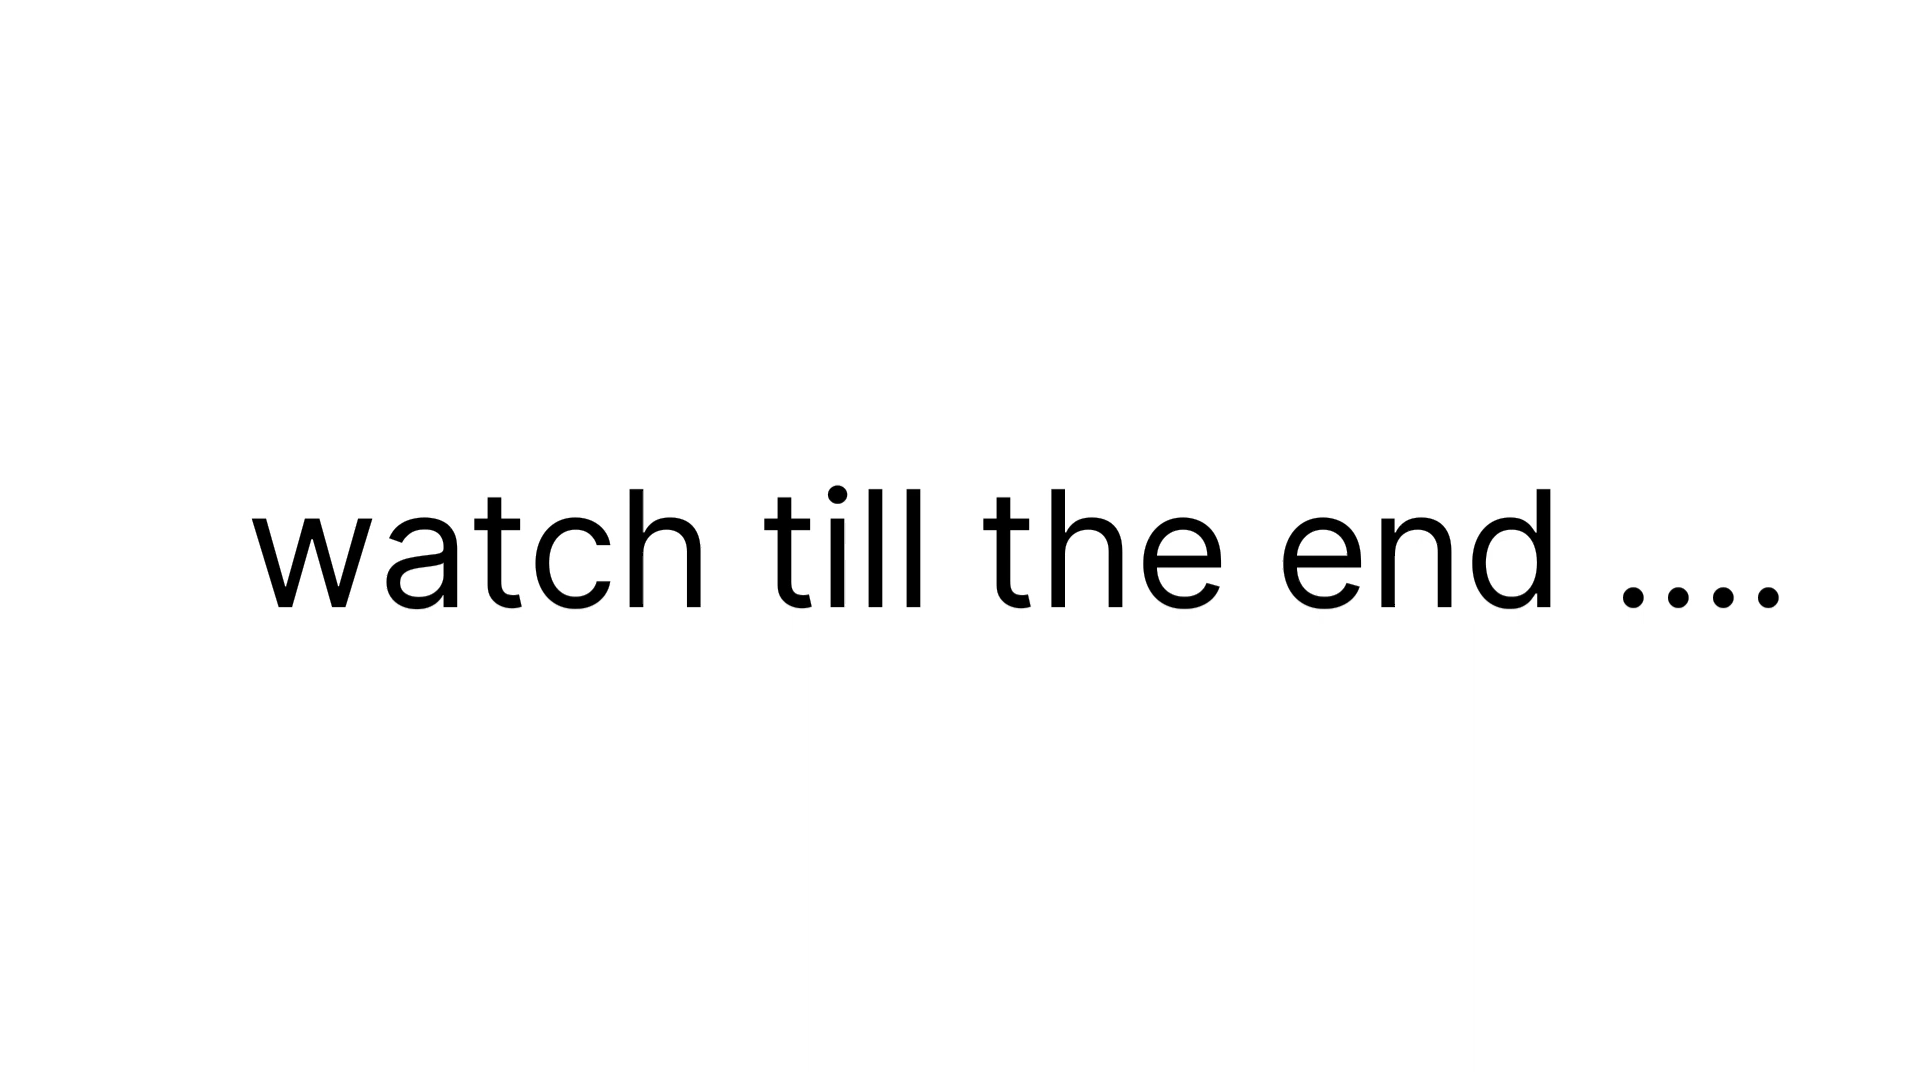 watch till the end ....